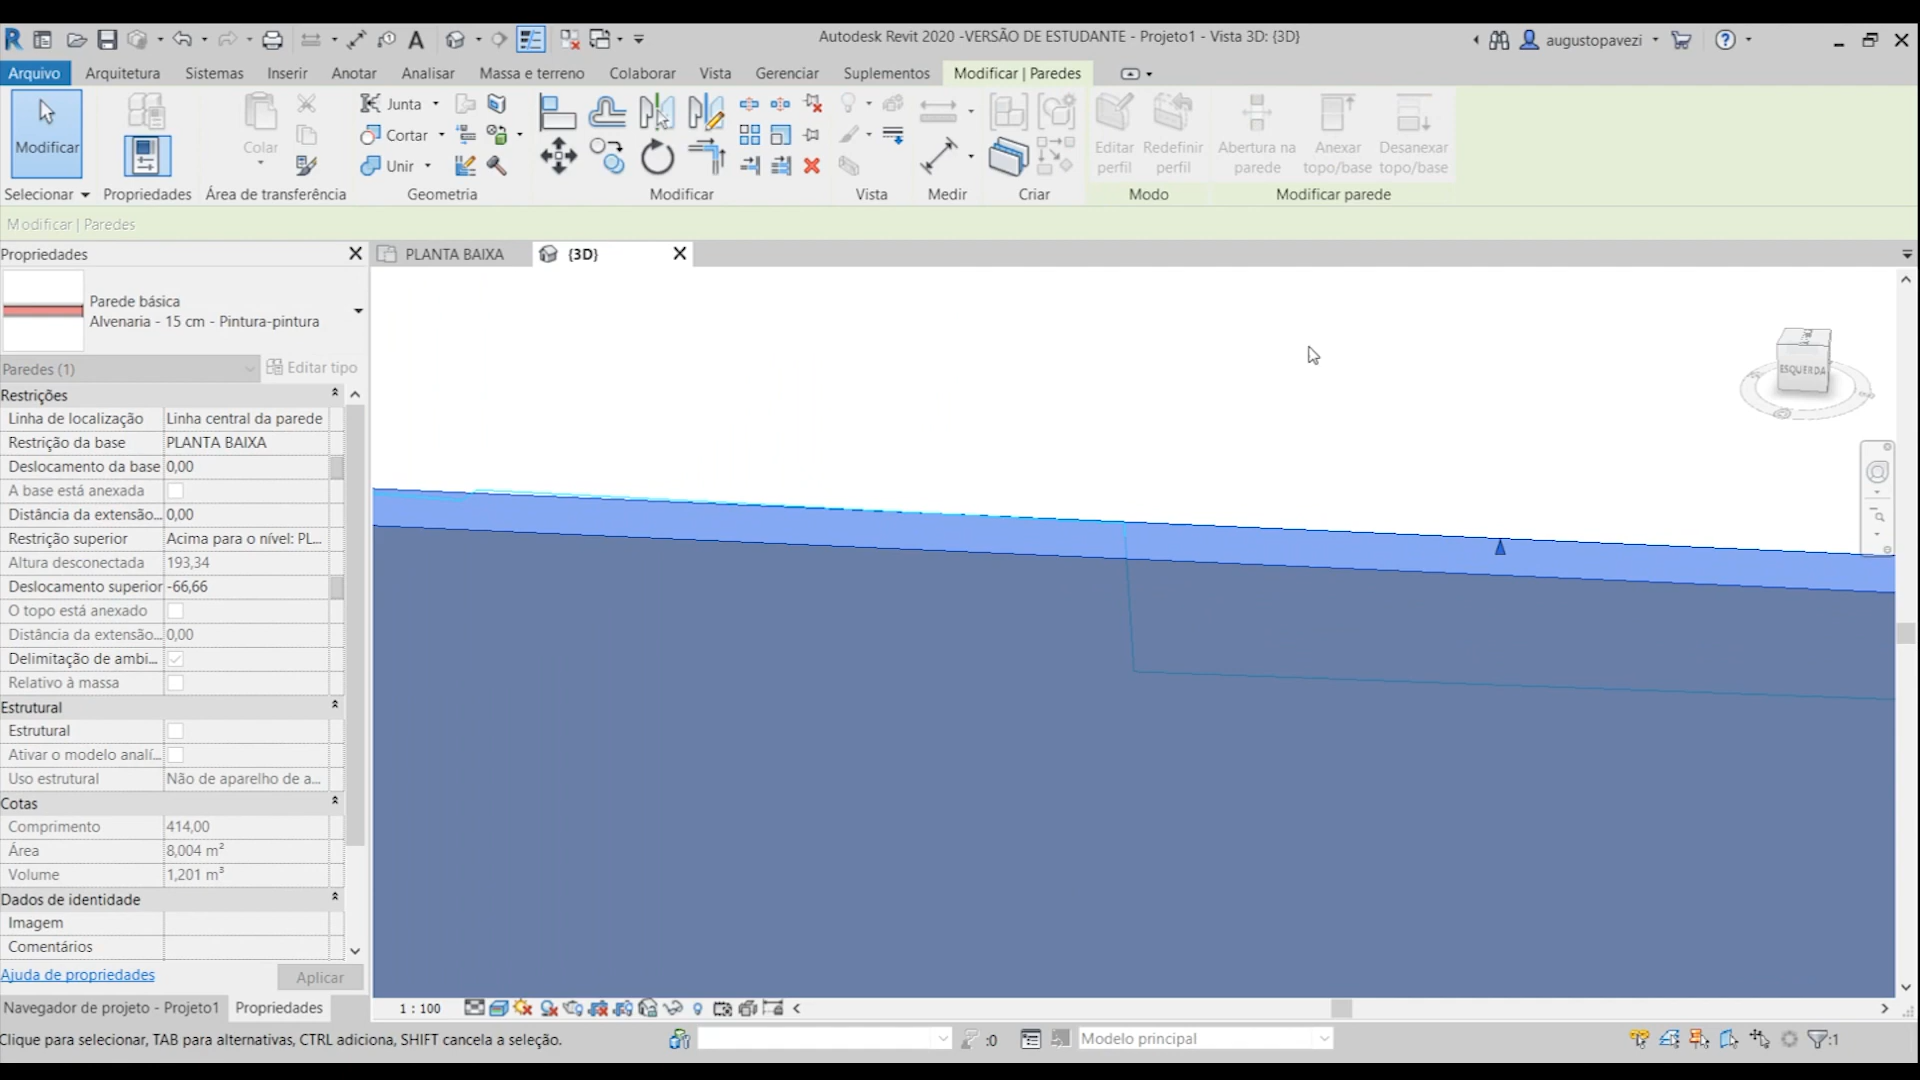 Autodesk Revit 2020 -VERSÃO DE ESTUDANTE - Projeto1 - Vista 3D: {3D}
augustopavezi
Arquivo
Arquitetura
Sistemas
Inserir
Anotar
Analisar
Massa e terreno
Colaborar
Vista
Gerenciar
Suplementos
Modificar | Paredes
Modificar
Colar
Junta
Cortar
Unir
Editar perfil
Redefinir perfil
Abertura na parede
Anexar topo/base
Desanexar topo/base
Selecionar
Propriedades
Área de transferência
Geometria
Modificar
Vista
Medir
Criar
Modo
Modificar parede
Modificar | Paredes
Propriedades
PLANTA BAIXA
{3D}
Parede básica
Alvenaria - 15 cm - Pintura-pintura
Paredes (1)
Editar tipo
Restrições
Linha de localização Linha central da parede
Restrição da base PLANTA BAIXA
Deslocamento da base 0,00
A base está anexada
Distância da extensão... 0,00
Restrição superior Acima para o nível: PL...
Altura desconectada 193,34
Deslocamento superior -66,66
O topo está anexado
Distância da extensão... 0,00
Delimitação de ambi...
Relativo à massa
Estrutural
Estrutural
Ativar o modelo analí...
Uso estrutural Não de aparelho de a...
Cotas
Comprimento 414,00
Área 8,004 m²
Volume 1,201 m³
Dados de identidade
Imagem
Comentários
Ajuda de propriedades
Aplicar
Navegador de projeto - Projeto1
Propriedades
ESQUERDA
1 : 100
Clique para selecionar, TAB para alternativas, CTRL adiciona, SHIFT cancela a seleção.
:0
Modelo principal
:1